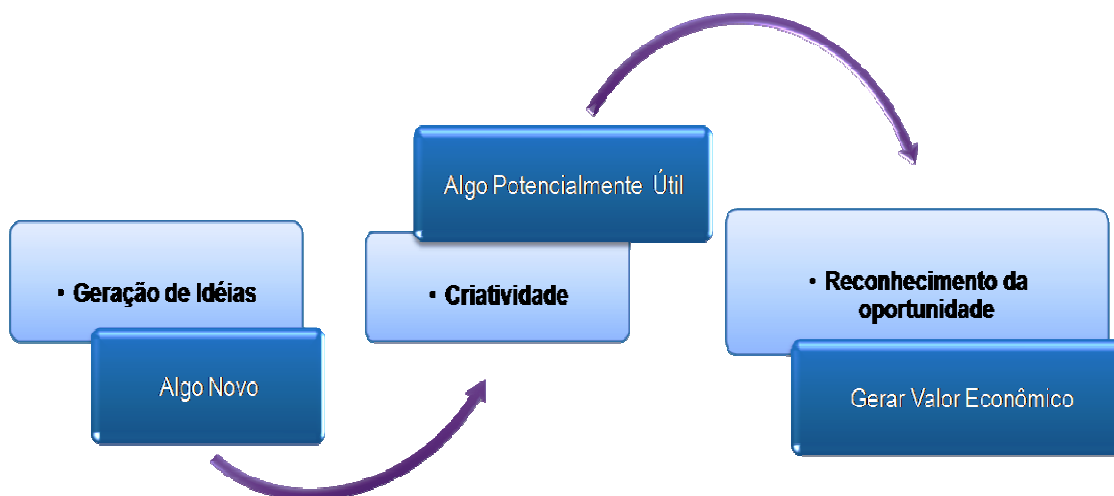 • Geração de Idéias
Algo Novo
Algo Potencialmente Útil
• Criatividade
• Reconhecimento da
oportunidade
Gerar Valor Econômico